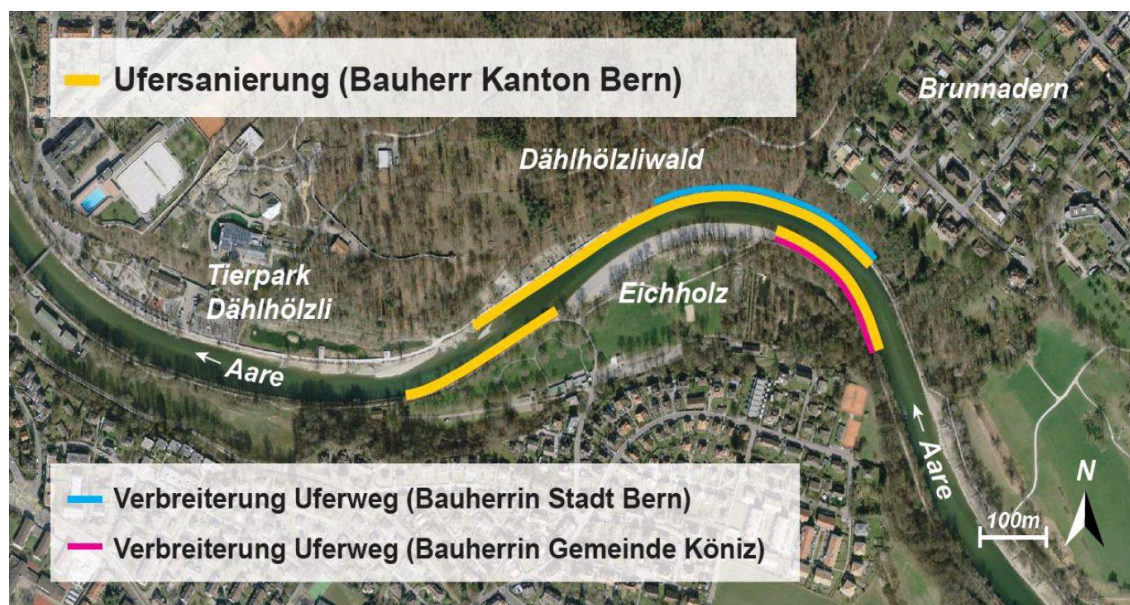 Ufersanierung (Bauherr Kanton Bern)
Brunnadern
Dählhölzliwald
Tierpark
Dählhölzli
Eichholz
Aare
Aare
Verbreiterung Uferweg (Bauherrin Stadt Bern)
Verbreiterung Uferweg (Bauherrin Gemeinde Köniz)
N
100m